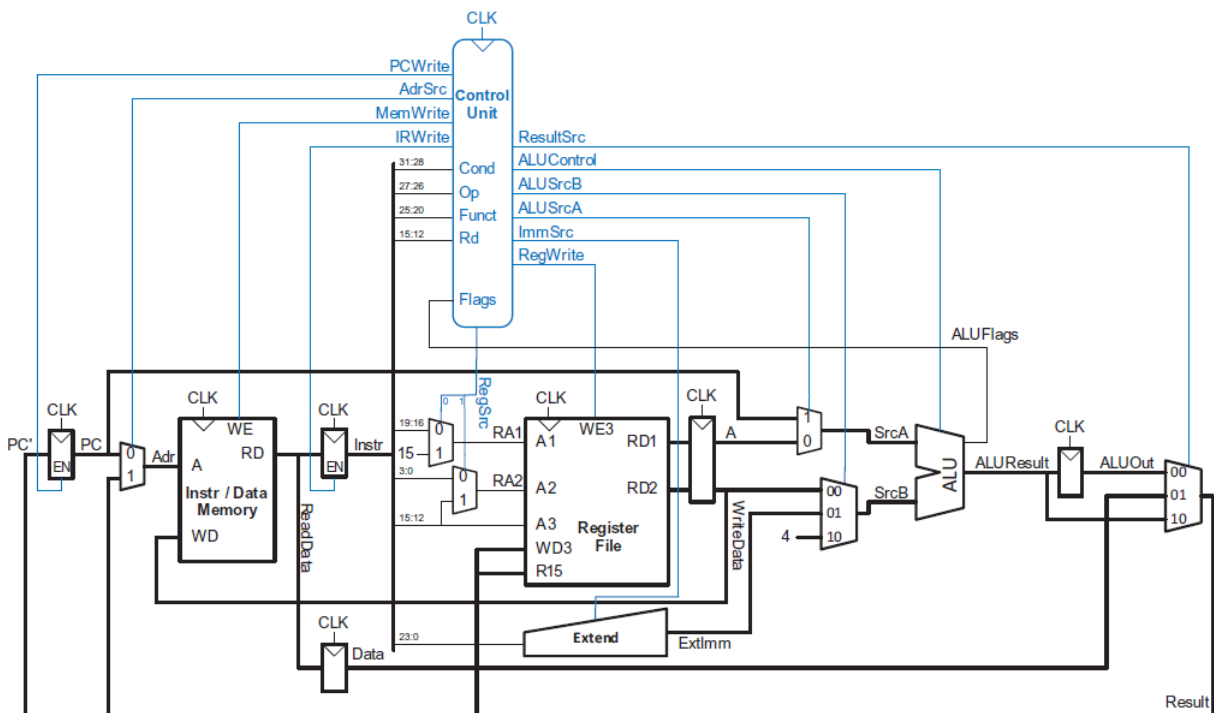 CLK
PCWrite
AdrSrc
MemWrite
IRWrite
Control
Unit
ResultSrc
ALUControl
ALUSrcB
ALUSrcA
ImmSrc
RegWrite
31:28
Cond
27:26
Op
25:20
Funct
15:12
Rd
Flags
ALUFlags
RegSrc
0 1
CLK
PC'
PC
EN
0
1
Adr
CLK
WE
RD
A
Instr / Data
Memory
WD
CLK
EN
Instr
ReadData
19:16
15
0
1
RA1
3:0
0
1
RA2
15:12
CLK
WE3
A1
RD1
A2
RD2
A3
Register
File
WD3
R15
CLK
A
WriteData
1
0
SrcA
00
01
10
4
SrcB
ALU
ALUResult
CLK
ALUOut
00
01
10
23:0
Extend
ExtImm
CLK
Data
Result